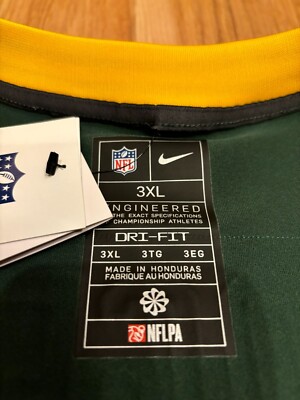 NFL
3XL
ENGINEERED
THE EXACT SPECIFICATIONS
CHAMPIONSHIP ATHLETES
DRI-FIT
3XL 3TG 3EG
MADE IN HONDURAS
FABRIQUE AU HONDURAS
NFLPA